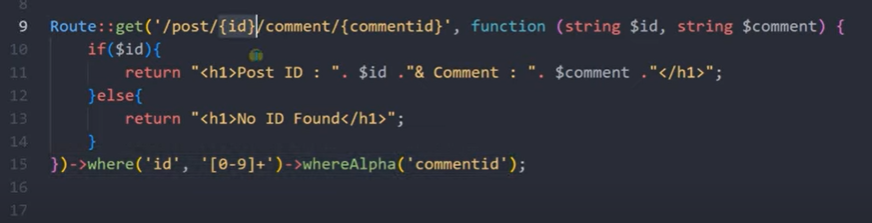 8
9 Route::get('/post/{id}/comment/{commentid}', function (string $id, string $comment) {
10 if($id){
11 return "<h1>Post ID : ". $id ."& Comment : ". $comment ."</h1>";
12 }else{
13 return "<h1>No ID Found</h1>";
14 }
15 })->where('id', '[0-9]+')->whereAlpha('commentid');
16
17